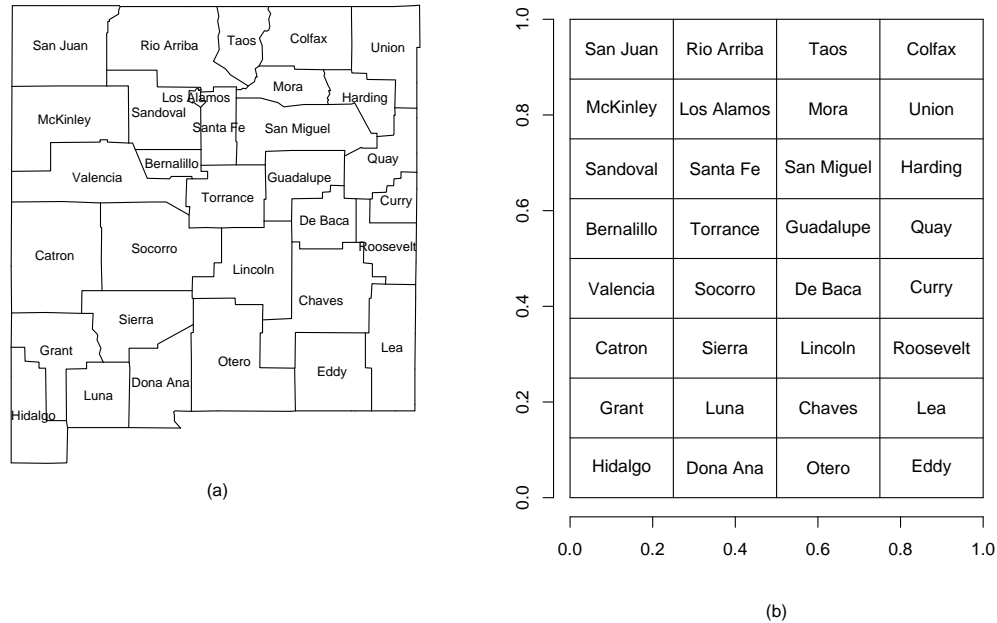 San Juan
Rio Arriba
Taos
Colfax
Union
Mora
Harding
Los Alamos
Sandoval
McKinley
Santa Fe
San Miguel
Bernalillo
Quay
Valencia
Guadalupe
Torrance
Curry
De Baca
Roosevelt
Socorro
Catron
Lincoln
Chaves
Sierra
Grant
Lea
Otero
Eddy
Dona Ana
Luna
Hidalgo
(a)
1.0
0.8
0.6
0.4
0.2
0.0
San Juan Rio Arriba Taos Colfax
McKinley Los Alamos Mora Union
Sandoval Santa Fe San Miguel Harding
Bernalillo Torrance Guadalupe Quay
Valencia Socorro De Baca Curry
Catron Sierra Lincoln Roosevelt
Grant Luna Chaves Lea
Hidalgo Dona Ana Otero Eddy
0.0 0.2 0.4 0.6 0.8 1.0
(b)